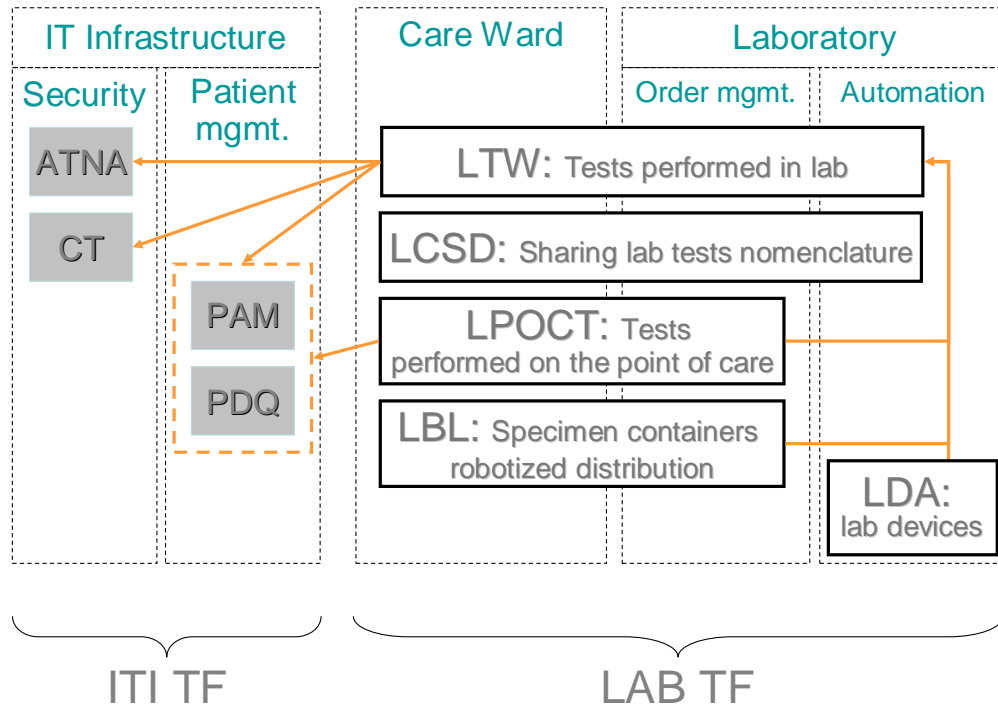 IT Infrastructure
Care Ward
Laboratory
Security
Patient
mgmt.
Order mgmt.
Automation
ATNA
CT
PAM
PDQ
LTW: Tests performed in lab
LCSD: Sharing lab tests nomenclature
LPOCT: Tests
performed on the point of care
LBL: Specimen containers
robotized distribution
LDA:
lab devices
ITI TF
LAB TF